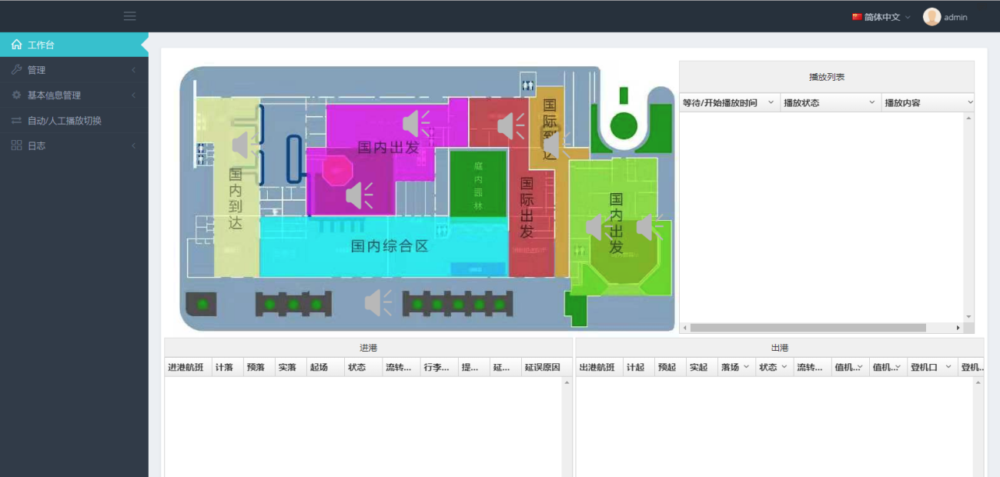 简体中文
admin
工作台
管理
基本信息管理
自动/人工播放切换
日志
国内到达
国内出发
国际到达
庭内园林
国际出发
国内出发
国内综合区
播放列表
等待/开始播放时间 播放状态 播放内容
进港
进港航班 计落 预落 实落 起场 状态 流转... 行李... 提... 延... 延误原因
出港
出港航班 计起 预起 实起 落场 状态 流转... 值机... 值机... 登机口 登机...